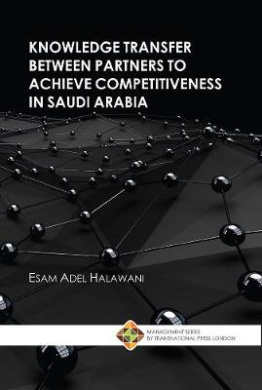 KNOWLEDGE TRANSFER
BETWEEN PARTNERS TO
ACHIEVE COMPETITIVENESS
IN SAUDI ARABIA
ESAM ADEL HALAWANI
MANAGEMENT SERIES
BY TRANSNATIONAL PRESS LONDON